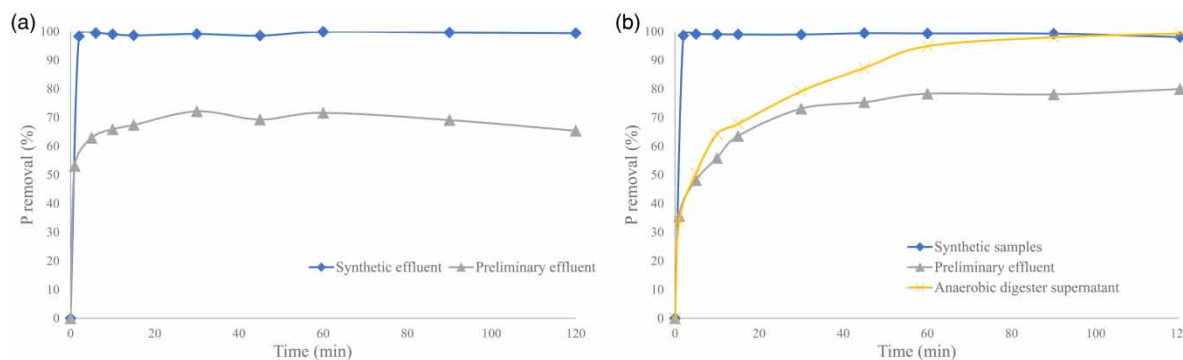 (a)
100
90
80
70
60
50
40
30
20
10
0
P removal (%)
0 20 40 60 80 100 120
Time (min)
Synthetic effluent Preliminary effluent
(b)
100
90
80
70
60
50
40
30
20
10
0
P removal (%)
0 20 40 60 80 100 120
Time (min)
Synthetic samples
Preliminary effluent
Anaerobic digester supernatant